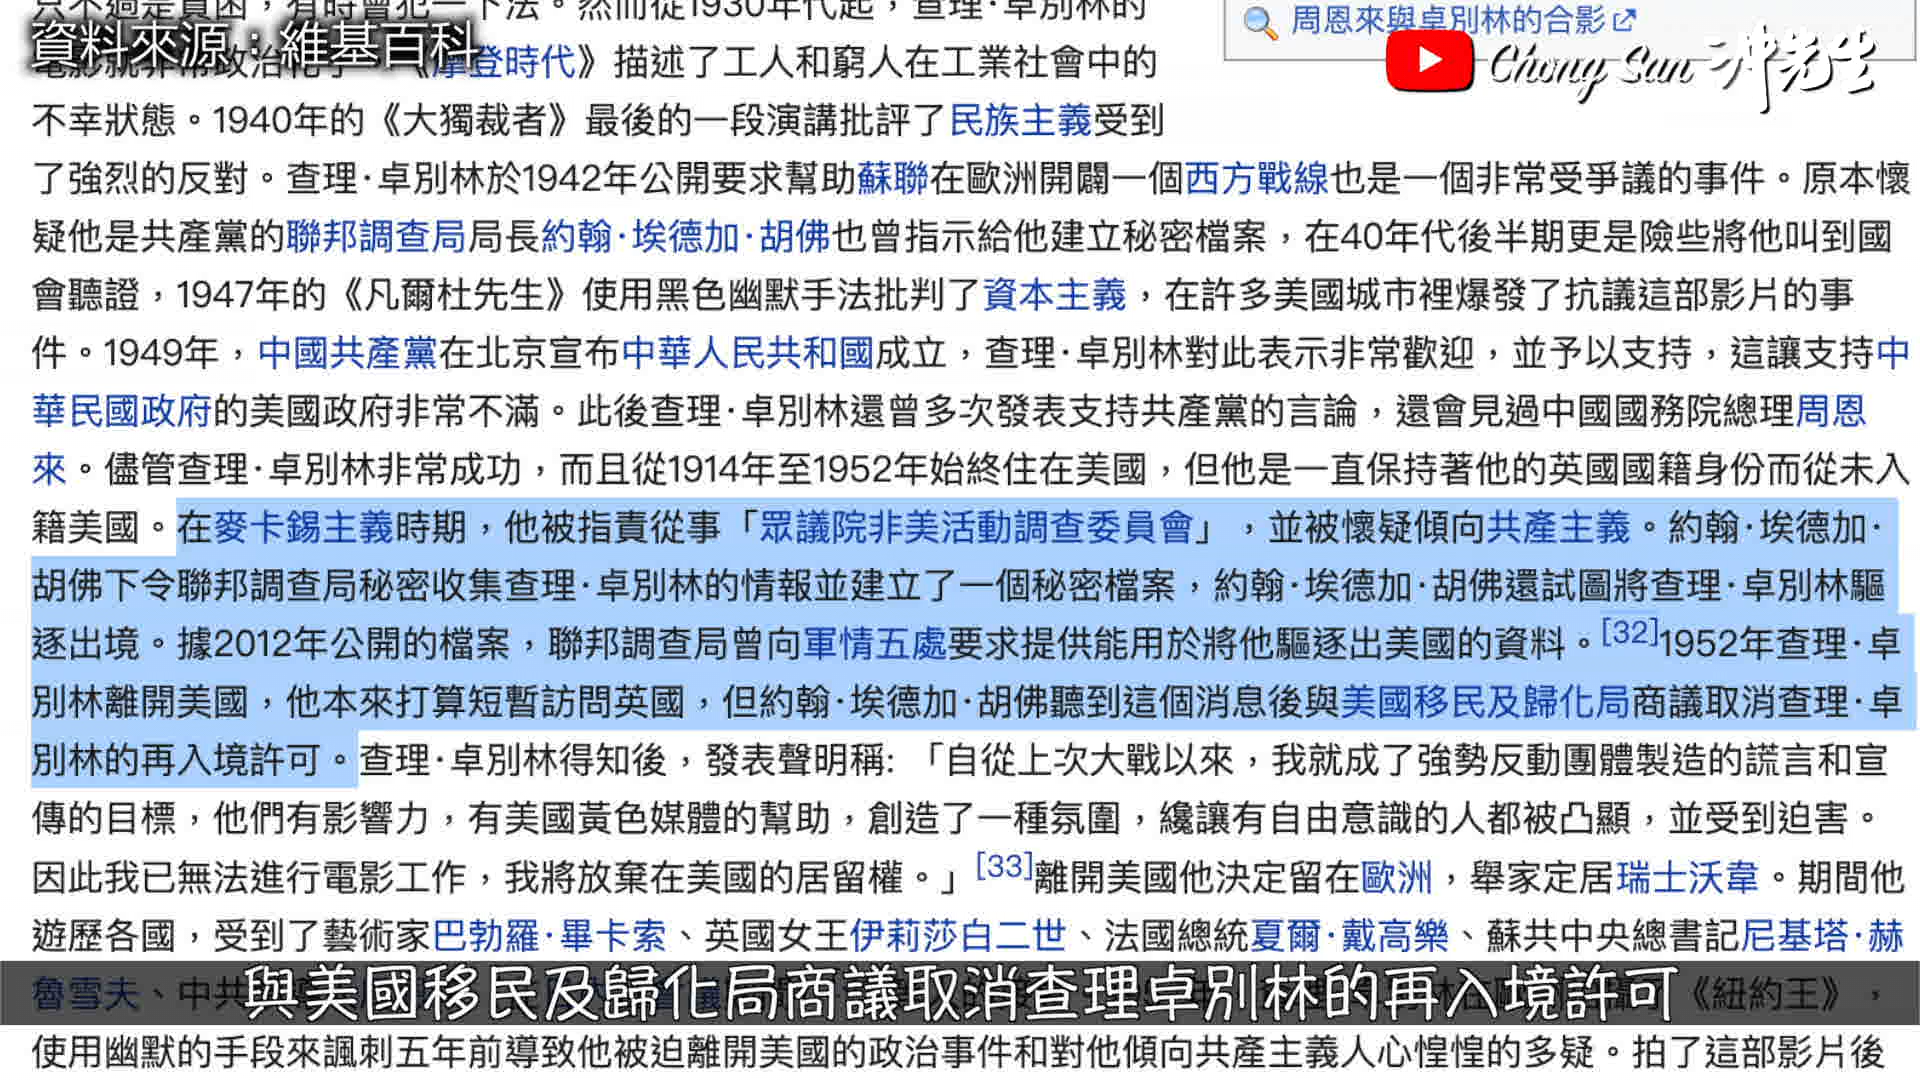 只不過是貧困，有時會犯一下法。然而從1930年代起，查理·卓別林的
資料來源：維基百科
周恩來與卓別林的合影
Chong San 冲先生
《摩登時代》描述了工人和窮人在工業社會中的
不幸狀態。1940年的《大獨裁者》最後的一段演講批評了民族主義受到
了強烈的反對。查理·卓別林於1942年公開要求幫助蘇聯在歐洲開闢一個西方戰線也是一個非常受爭議的事件。原本懷
疑他是共產黨的聯邦調查局局長約翰·埃德加·胡佛也曾指示給他建立秘密檔案，在40年代後半期更是險些將他叫到國
會聽證，1947年的《凡爾杜先生》使用黑色幽默手法批判了資本主義，在許多美國城市裡爆發了抗議這部影片的事
件。1949年，中國共產黨在北京宣布中華人民共和國成立，查理·卓別林對此表示非常歡迎，並予以支持，這讓支持中
華民國政府的美國政府非常不滿。此後查理·卓別林還曾多次發表支持共產黨的言論，還會見過中國國務院總理周恩
來。儘管查理·卓別林非常成功，而且從1914年至1952年始終住在美國，但他是一直保持著他的英國國籍身份而從未入
籍美國。在麥卡錫主義時期，他被指責從事「眾議院非美活動調查委員會」，並被懷疑傾向共產主義。約翰·埃德加·
胡佛下令聯邦調查局秘密收集查理·卓別林的情報並建立了一個秘密檔案，約翰·埃德加·胡佛還試圖將查理·卓別林驅
逐出境。據2012年公開的檔案，聯邦調查局曾向軍情五處要求提供能用於將他驅逐出美國的資料。[32]1952年查理·卓
別林離開美國，他本來打算短暫訪問英國，但約翰·埃德加·胡佛聽到這個消息後與美國移民及歸化局商議取消查理·卓
別林的再入境許可。查理·卓別林得知後，發表聲明稱: 「自從上次大戰以來，我就成了強勢反動團體製造的謊言和宣
傳的目標，他們有影響力，有美國黃色媒體的幫助，創造了一種氛圍，纔讓有自由意識的人都被凸顯，並受到迫害。
因此我已無法進行電影工作，我將放棄在美國的居留權。」[33]離開美國他決定留在歐洲，舉家定居瑞士沃韋。期間他
遊歷各國，受到了藝術家巴勃羅·畢卡索、英國女王伊莉莎白二世、法國總統夏爾·戴高樂、蘇共中央總書記尼基塔·赫
魯雪夫、中共
《紐約王》，
與美國移民及歸化局商議取消查理卓別林的再入境許可
使用幽默的手段來諷刺五年前導致他被迫離開美國的政治事件和對他傾向共產主義人心惶惶的多疑。拍了這部影片後